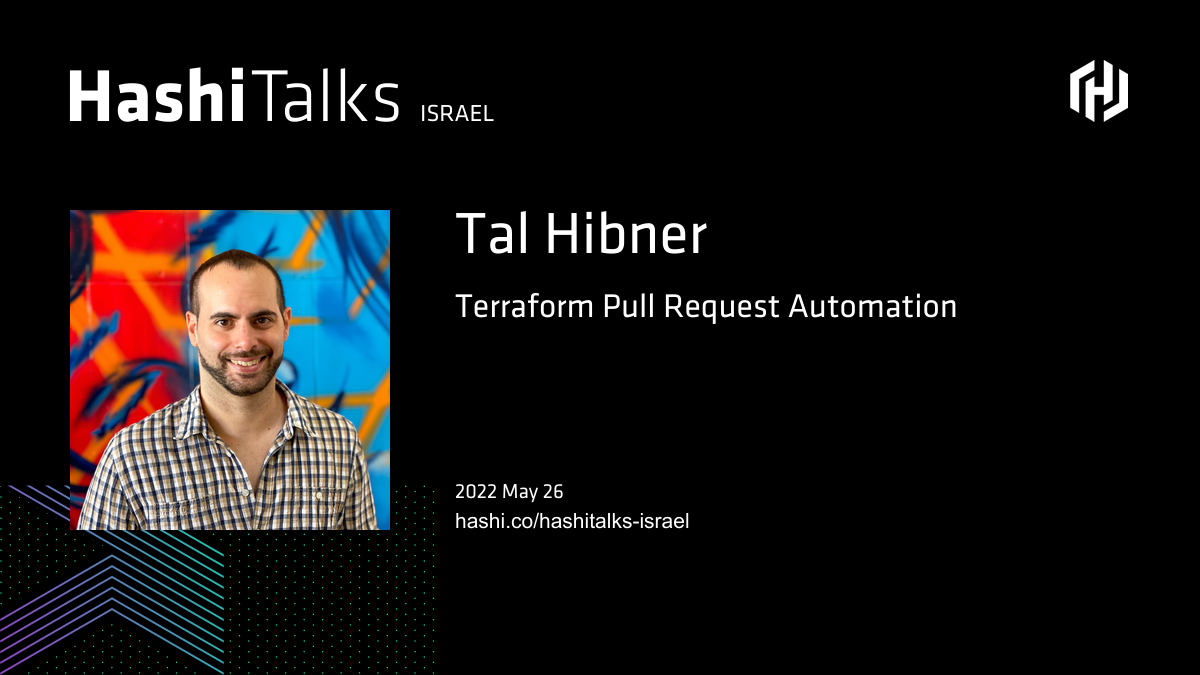 HashiTalks ISRAEL
Tal Hibner
Terraform Pull Request Automation
2022 May 26
hashi.co/hashitalks-israel